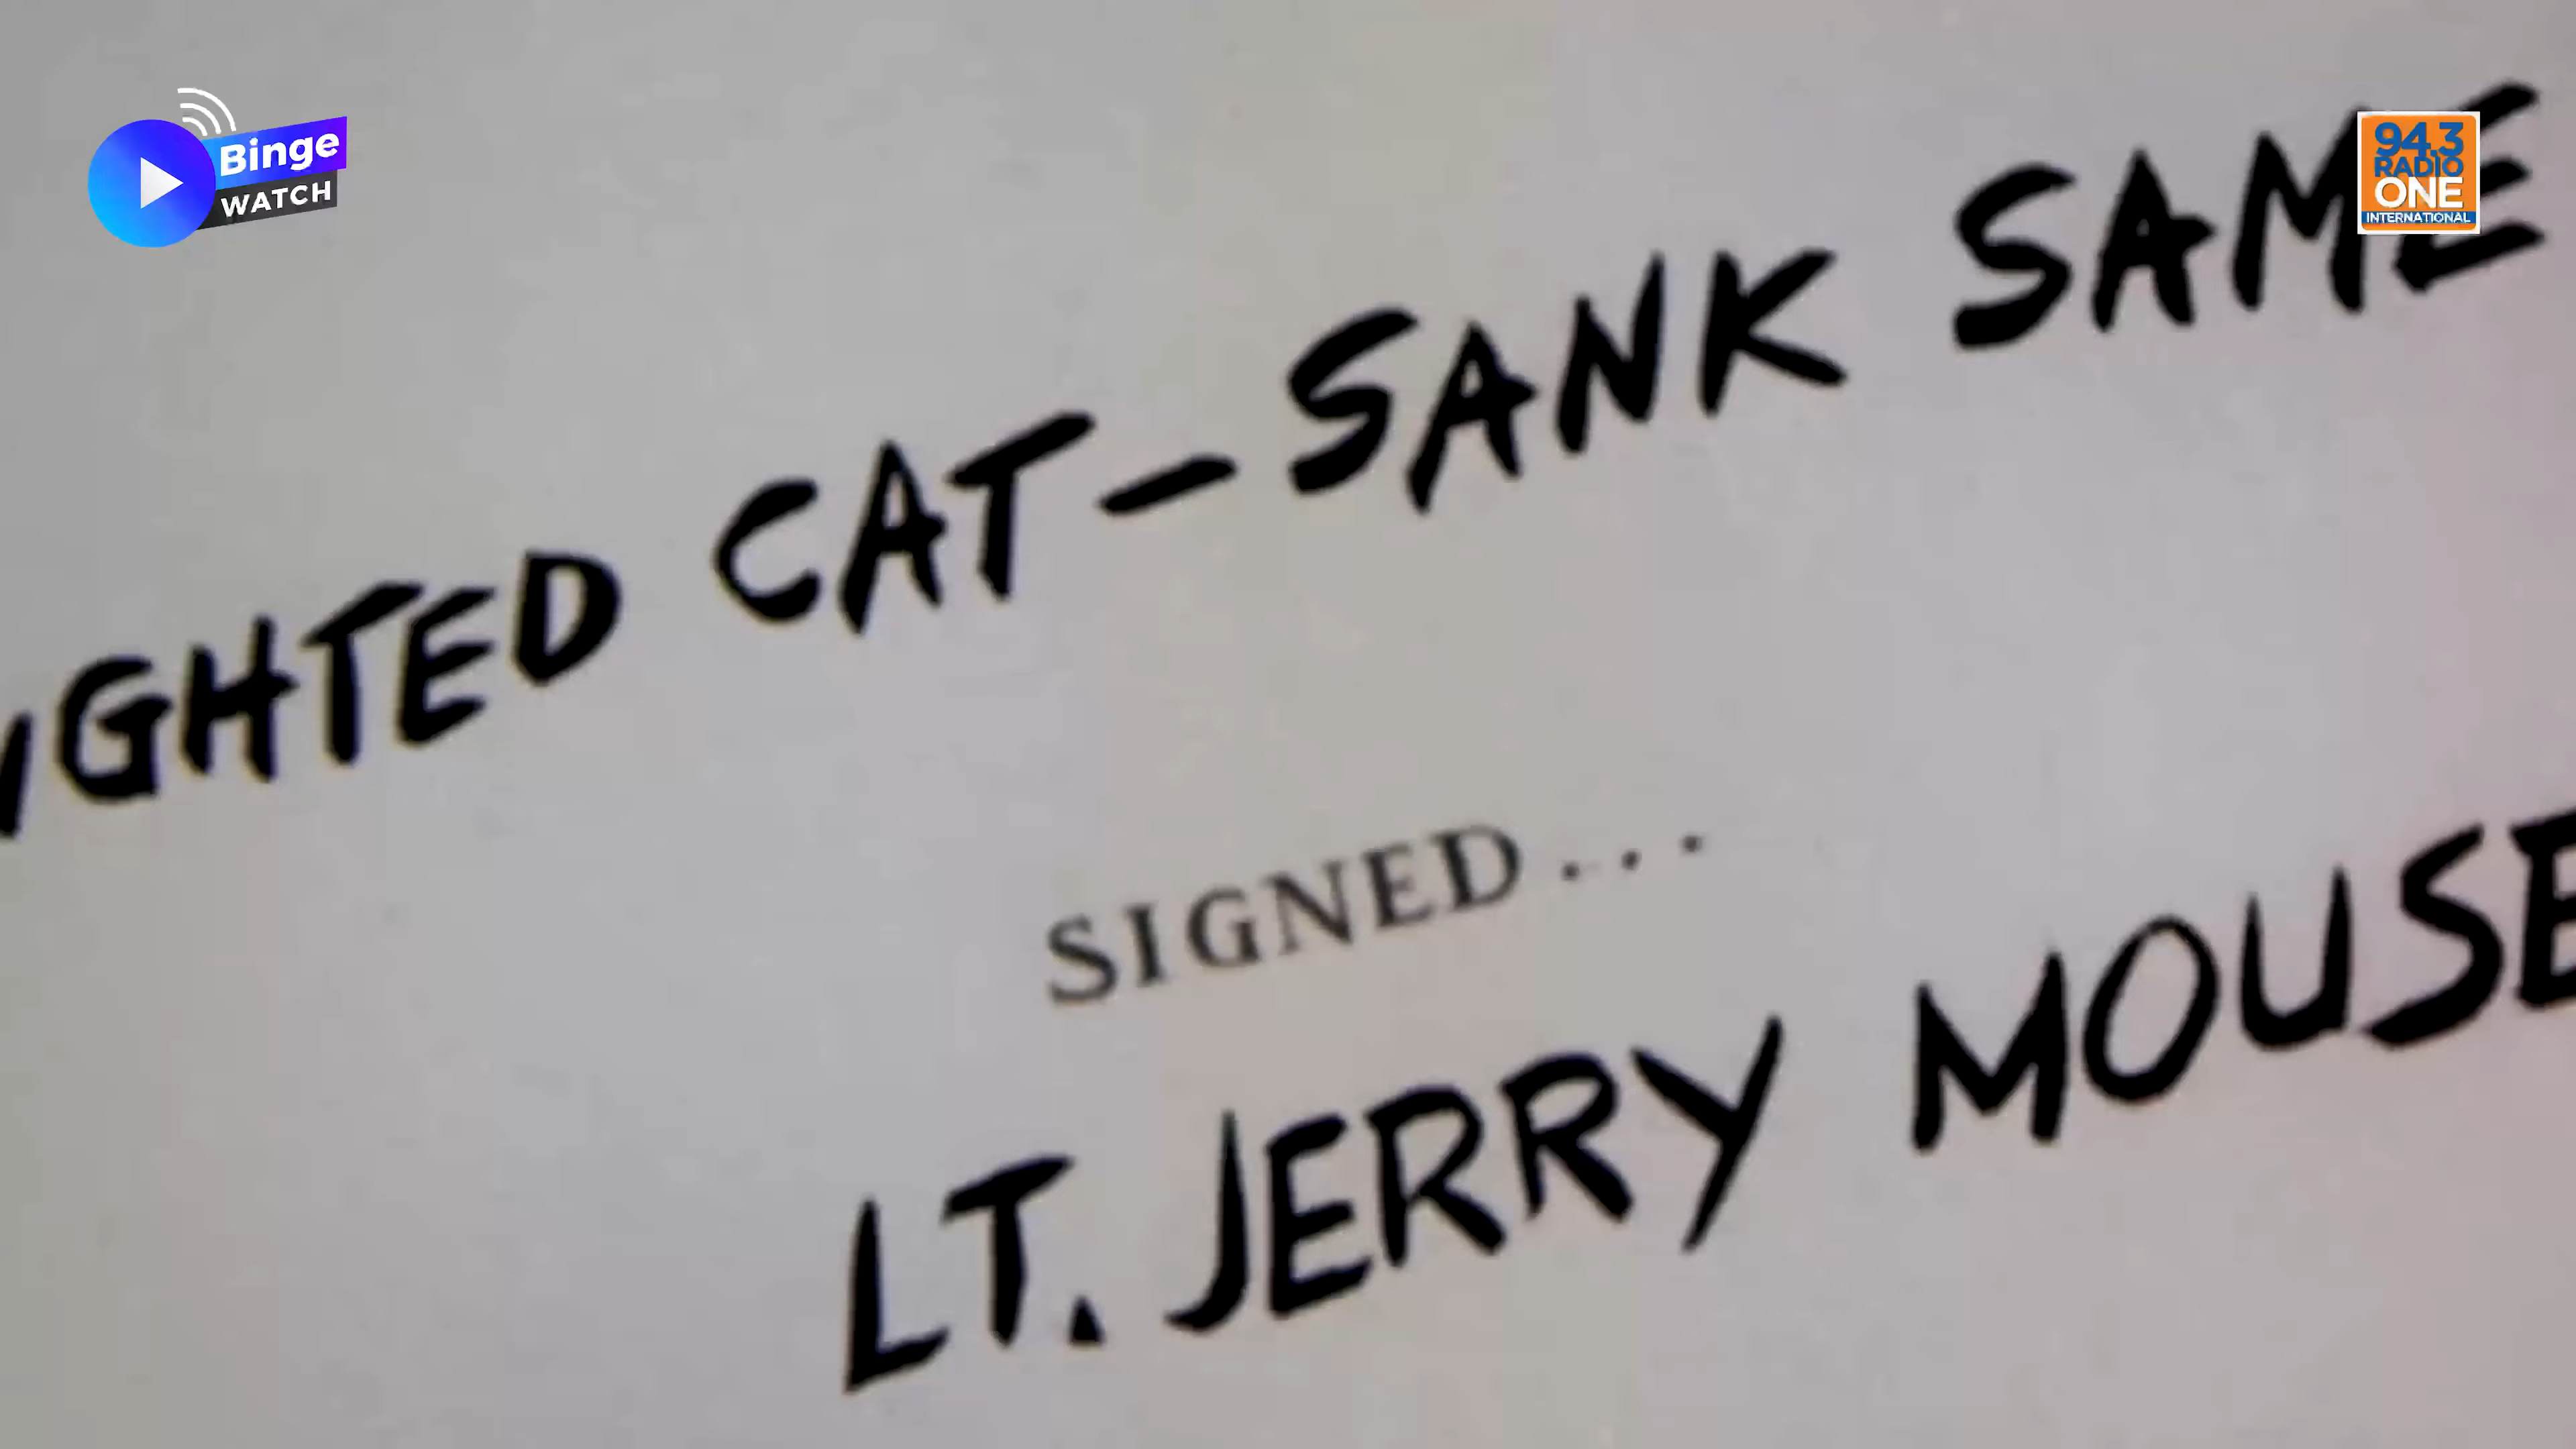 Binge
WATCH
94.3
RADIO
ONE
INTERNATIONAL
IGHTED CAT-SANK SAME
SIGNED...
LT. JERRY MOUSE